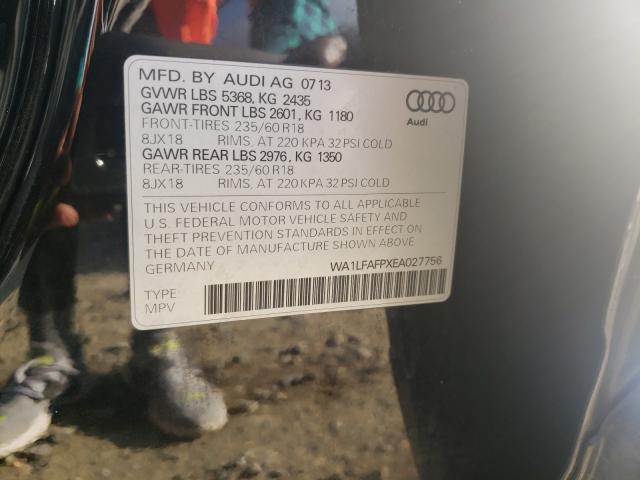 MFD. BY AUDI AG 07 13
GVWR LBS 5368, KG 2435
GAWR FRONT LBS 2601, KG 1180
FRONT-TIRES 235/60 R18
8JX18 RIMS, AT 220 KPA 32 PSI COLD
GAWR REAR LBS 2976, KG 1350
REAR-TIRES 235/60 R18
8JX18 RIMS, AT 220 KPA 32 PSI COLD
Audi
THIS VEHICLE CONFORMS TO ALL APPLICABLE
U.S. FEDERAL MOTOR VEHICLE SAFETY AND
THEFT PREVENTION STANDARDS IN EFFECT ON
THE DATE OF MANUFACTURE SHOWN ABOVE
GERMANY
WA1LFAFPXEA027756
TYPE
MPV